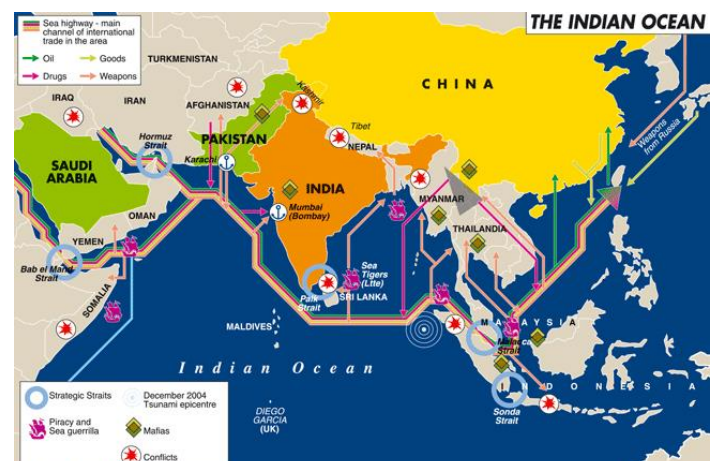 THE INDIAN OCEAN
Sea highway - main
channel of international
trade in the area
Oil
Goods
Drugs
Weapons
TURKMENISTAN
CHINA
IRAQ
IRAN
AFGHANISTAN
Kashmir
Tibet
Hormuz
Strait
PAKISTAN
NEPAL
Weapons
from Russia
Karachi
SAUDI
ARABIA
INDIA
OMAN
Mumbai
(Bombay)
MYANMAR
THAILANDIA
YEMEN
Bab el Mand
Strait
Sea
Tigers
(Ltte)
SOMALIA
Palk
Strait
SRI LANKA
MALDIVES
MALAYSIA
Malacca
Strait
Indian Ocean
INDONESIA
Sonda
Strait
DIEGO
GARCIA
(UK)
Strategic Straits
December 2004
Tsunami epicentre
Piracy and
Sea guerrilla
Mafias
Conflicts